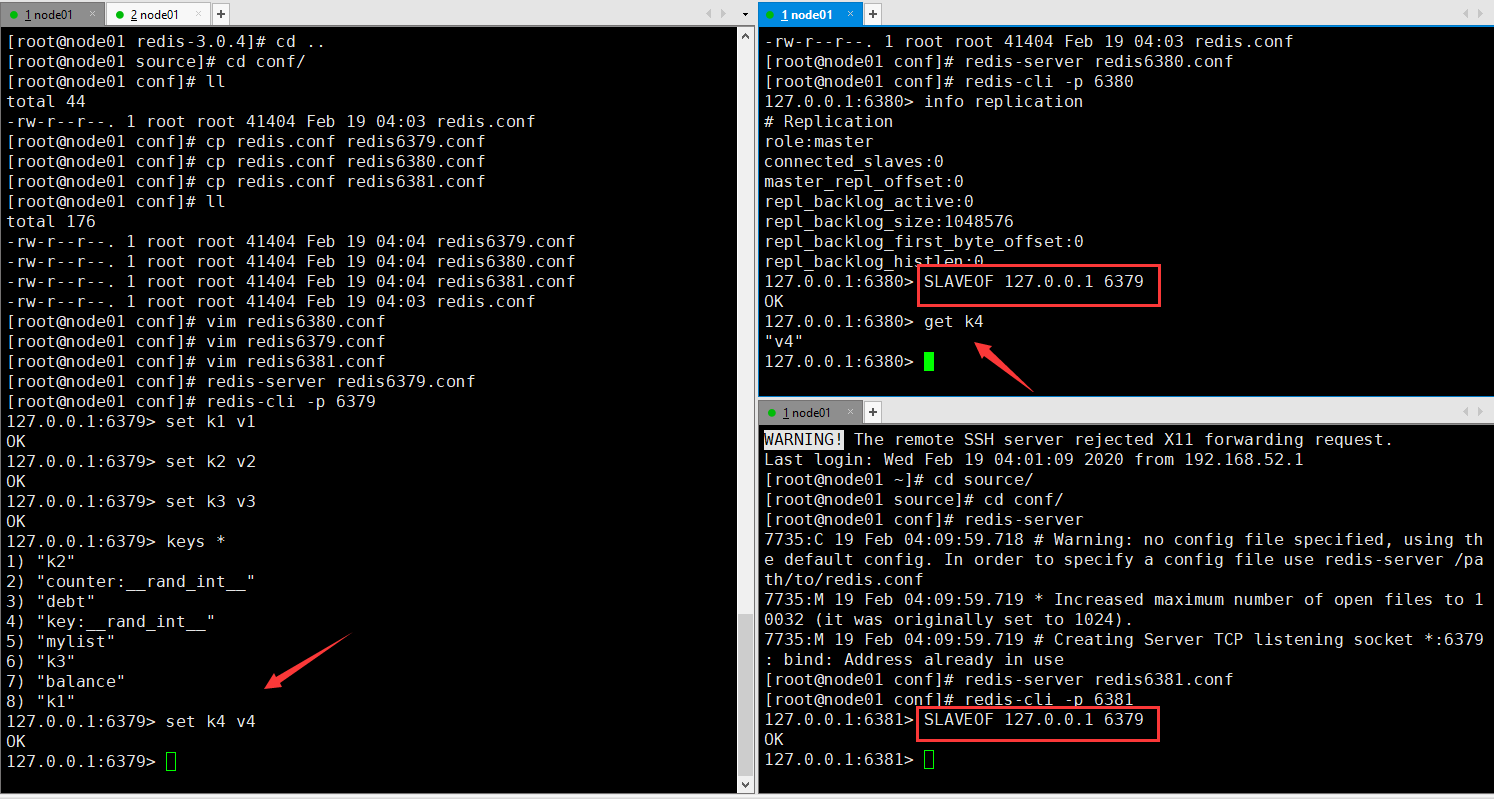 1 node01
2 node01
[root@node01 redis-3.0.4]# cd ..
[root@node01 source]# cd conf/
[root@node01 conf]# ll
total 44
-rw-r--r--. 1 root root 41404 Feb 19 04:03 redis.conf
[root@node01 conf]# cp redis.conf redis6379.conf
[root@node01 conf]# cp redis.conf redis6380.conf
[root@node01 conf]# cp redis.conf redis6381.conf
[root@node01 conf]# ll
total 176
-rw-r--r--. 1 root root 41404 Feb 19 04:04 redis6379.conf
-rw-r--r--. 1 root root 41404 Feb 19 04:04 redis6380.conf
-rw-r--r--. 1 root root 41404 Feb 19 04:04 redis6381.conf
-rw-r--r--. 1 root root 41404 Feb 19 04:03 redis.conf
[root@node01 conf]# vim redis6380.conf
[root@node01 conf]# vim redis6379.conf
[root@node01 conf]# vim redis6381.conf
[root@node01 conf]# redis-server redis6379.conf
[root@node01 conf]# redis-cli -p 6379
127.0.0.1:6379> set k1 v1
OK
127.0.0.1:6379> set k2 v2
OK
127.0.0.1:6379> set k3 v3
OK
127.0.0.1:6379> keys *
1) "k2"
2) "counter:__rand_int__"
3) "debt"
4) "key:__rand_int__"
5) "mylist"
6) "k3"
7) "balance"
8) "k1"
127.0.0.1:6379> set k4 v4
OK
127.0.0.1:6379>
1 node01
-rw-r--r--. 1 root root 41404 Feb 19 04:03 redis.conf
[root@node01 conf]# redis-server redis6380.conf
[root@node01 conf]# redis-cli -p 6380
127.0.0.1:6380> info replication
# Replication
role:master
connected_slaves:0
master_repl_offset:0
repl_backlog_active:0
repl_backlog_size:1048576
repl_backlog_first_byte_offset:0
repl_backlog_histlen:0
127.0.0.1:6380> SLAVEOF 127.0.0.1 6379
OK
127.0.0.1:6380> get k4
"v4"
127.0.0.1:6380>
1 node01
WARNING! The remote SSH server rejected X11 forwarding request.
Last login: Wed Feb 19 04:01:09 2020 from 192.168.52.1
[root@node01 ~]# cd source/
[root@node01 source]# cd conf/
[root@node01 conf]# redis-server
7735:C 19 Feb 04:09:59.718 # Warning: no config file specified, using th
e default config. In order to specify a config file use redis-server /pa
th/to/redis.conf
7735:M 19 Feb 04:09:59.719 * Increased maximum number of open files to 1
0032 (it was originally set to 1024).
7735:M 19 Feb 04:09:59.719 # Creating Server TCP listening socket *:6379
: bind: Address already in use
[root@node01 conf]# redis-server redis6381.conf
[root@node01 conf]# redis-cli -p 6381
127.0.0.1:6381> SLAVEOF 127.0.0.1 6379
OK
127.0.0.1:6381>